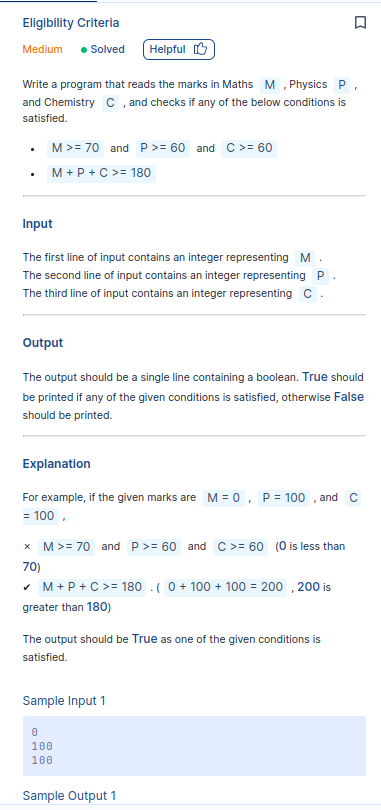 Eligibility Criteria
Medium Solved Helpful
Write a program that reads the marks in Maths M , Physics P ,
and Chemistry C , and checks if any of the below conditions is
satisfied.
• M >= 70 and P >= 60 and C >= 60
• M + P + C >= 180
Input
The first line of input contains an integer representing M .
The second line of input contains an integer representing P .
The third line of input contains an integer representing C .
Output
The output should be a single line containing a boolean. True should
be printed if any of the given conditions is satisfied, otherwise False
should be printed.
Explanation
For example, if the given marks are M = 0 , P = 100 , and C
= 100 ,
× M >= 70 and P >= 60 and C >= 60 (0 is less than
70)
✔ M + P + C >= 180 . ( 0 + 100 + 100 = 200 , 200 is
greater than 180)
The output should be True as one of the given conditions is
satisfied.
Sample Input 1
0
100
100
Sample Output 1